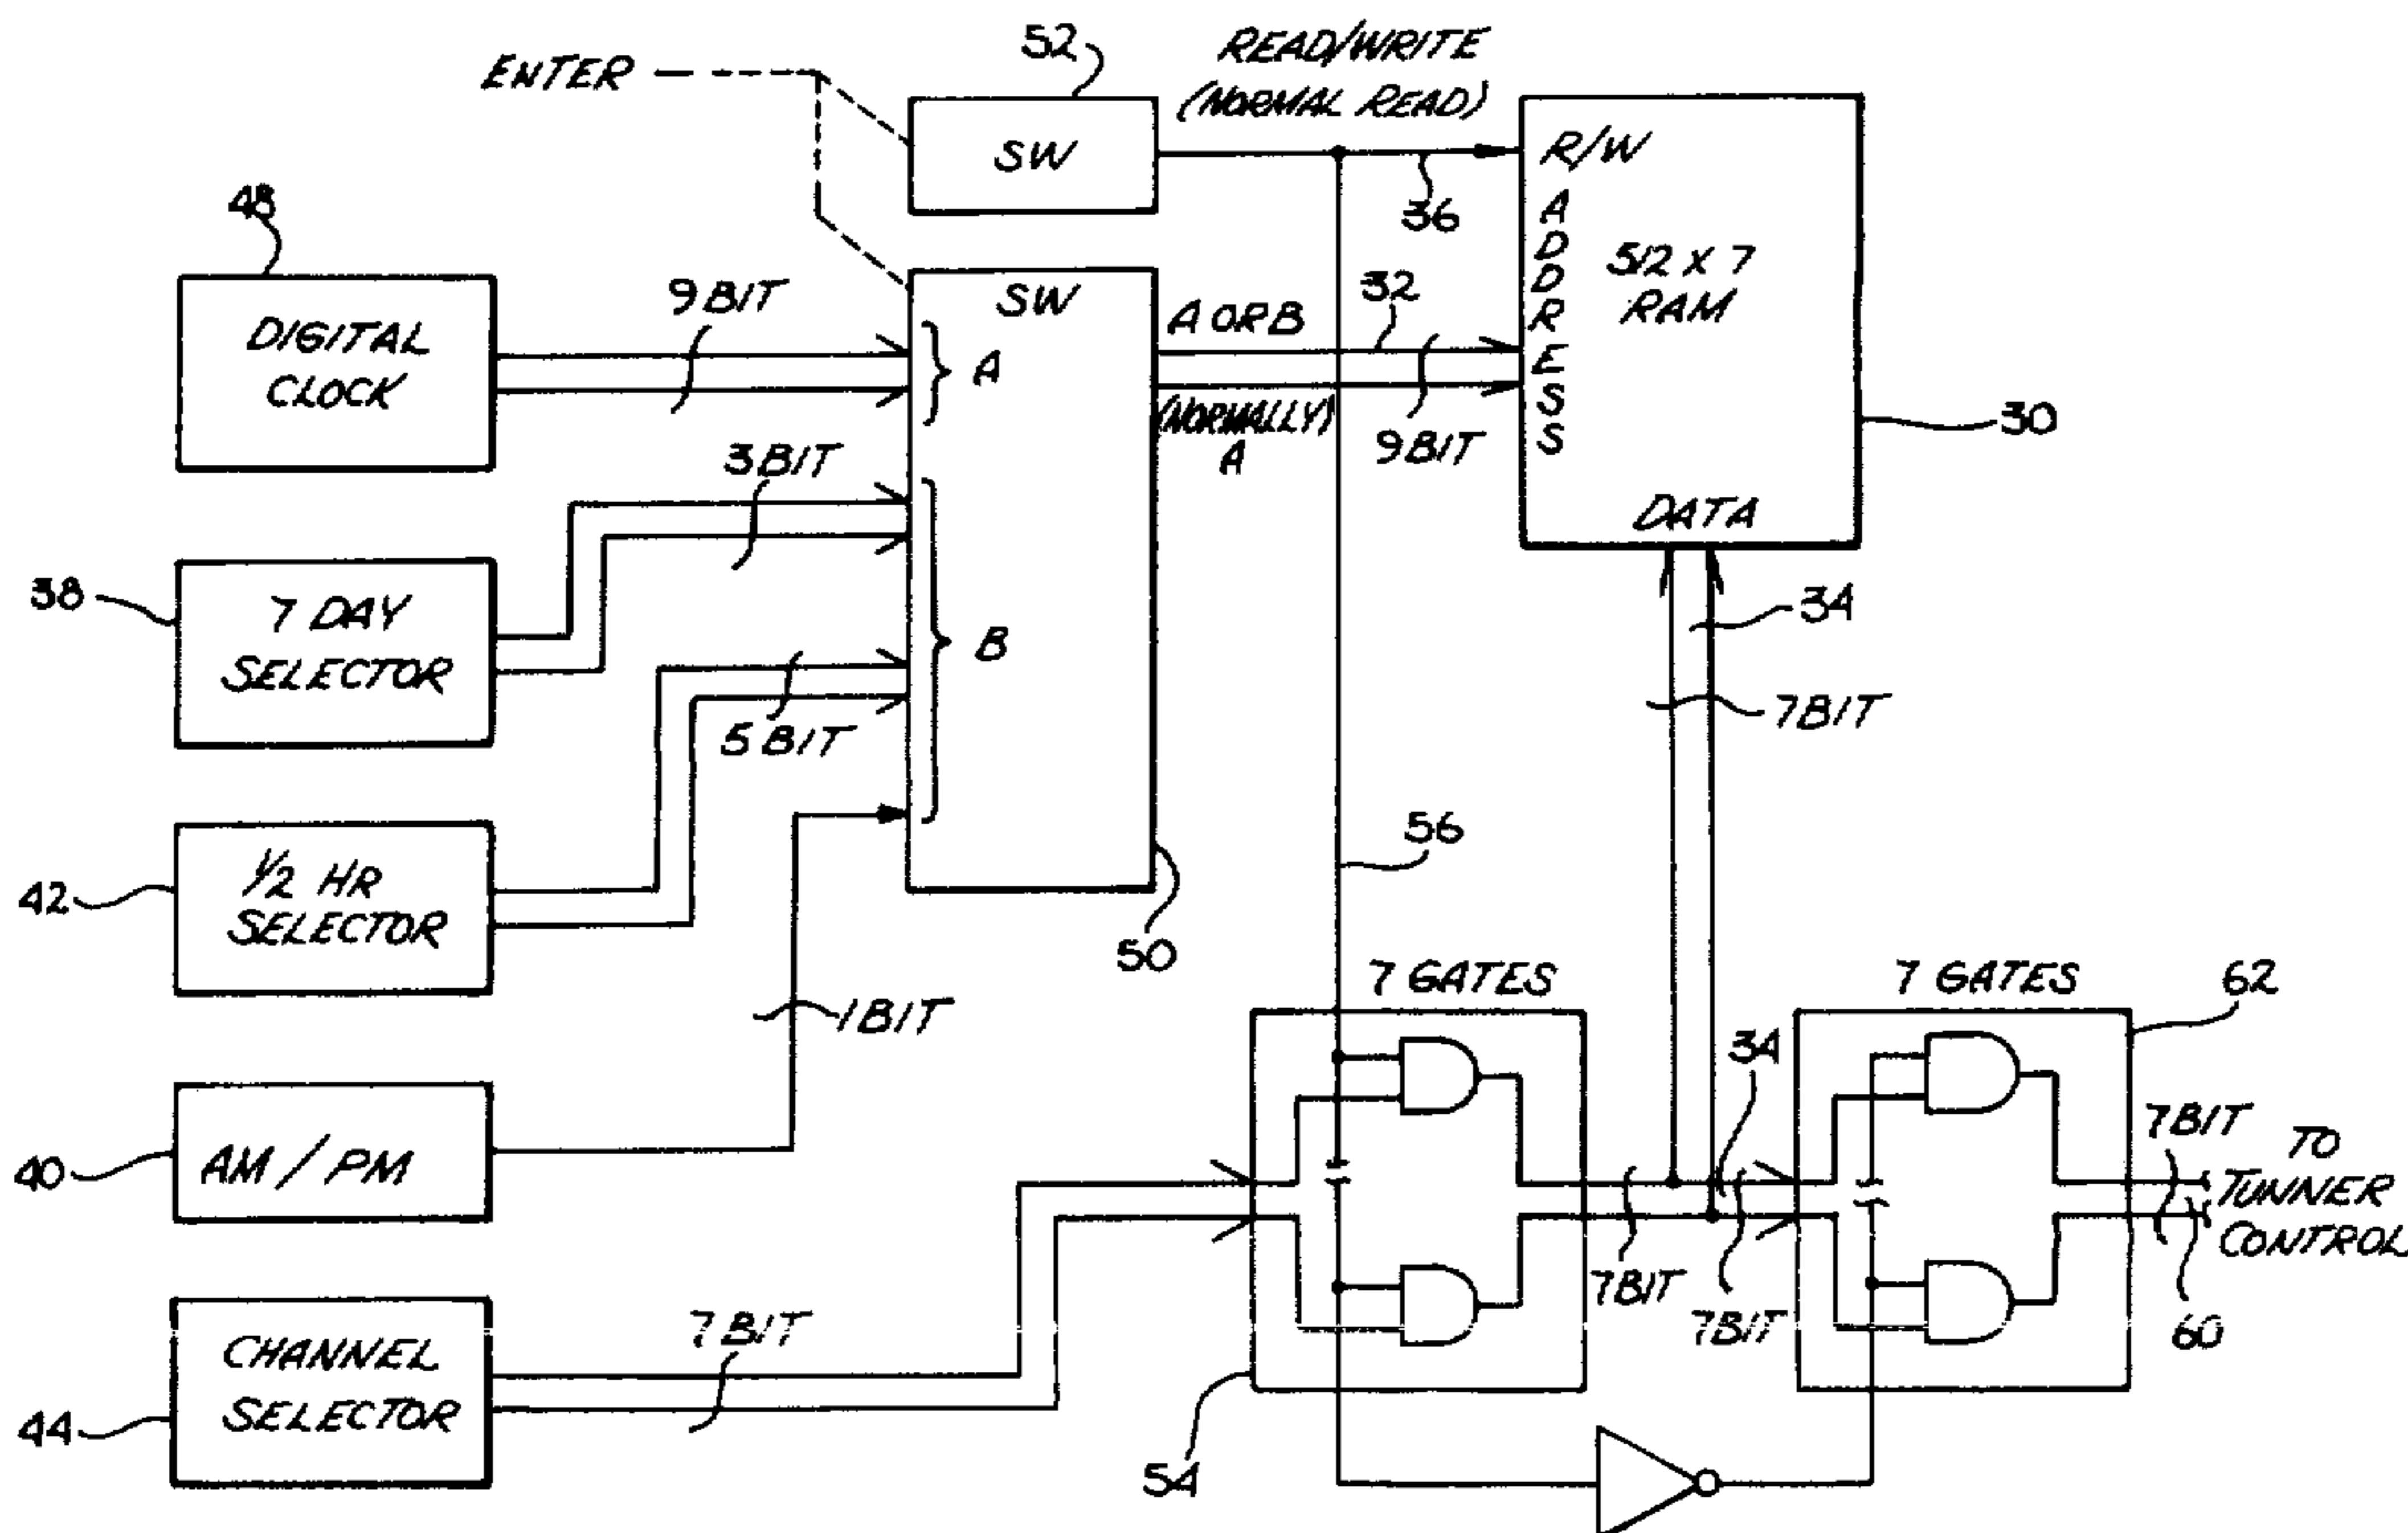 ENTER
52
READ/WRITE
(NORMAL READ)
SW
R/W
36
ADDRESS
512 X 7
RAM
48
DIGITAL
CLOCK
9 BIT
SW
A
A OR B
(NORMALLY)
A
32
9 BIT
30
DATA
3 BIT
38
7 DAY
SELECTOR
B
34
7 BIT
5 BIT
42
1/2 HR
SELECTOR
50
56
1 BIT
7 GATES
7 GATES
62
40
AM / PM
34
7 BIT
TO
TUNNER
CONTROL
60
7 BIT
7 BIT
44
CHANNEL
SELECTOR
7 BIT
54